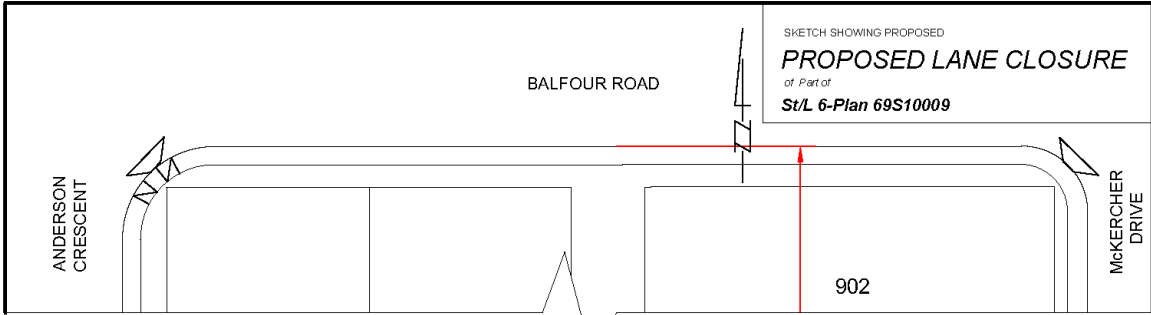 SKETCH SHOWING PROPOSED
PROPOSED LANE CLOSURE
of Part of
St/L 6-Plan 69S10009
BALFOUR ROAD
N
ANDERSON
CRESCENT
McKERCHER
DRIVE
902